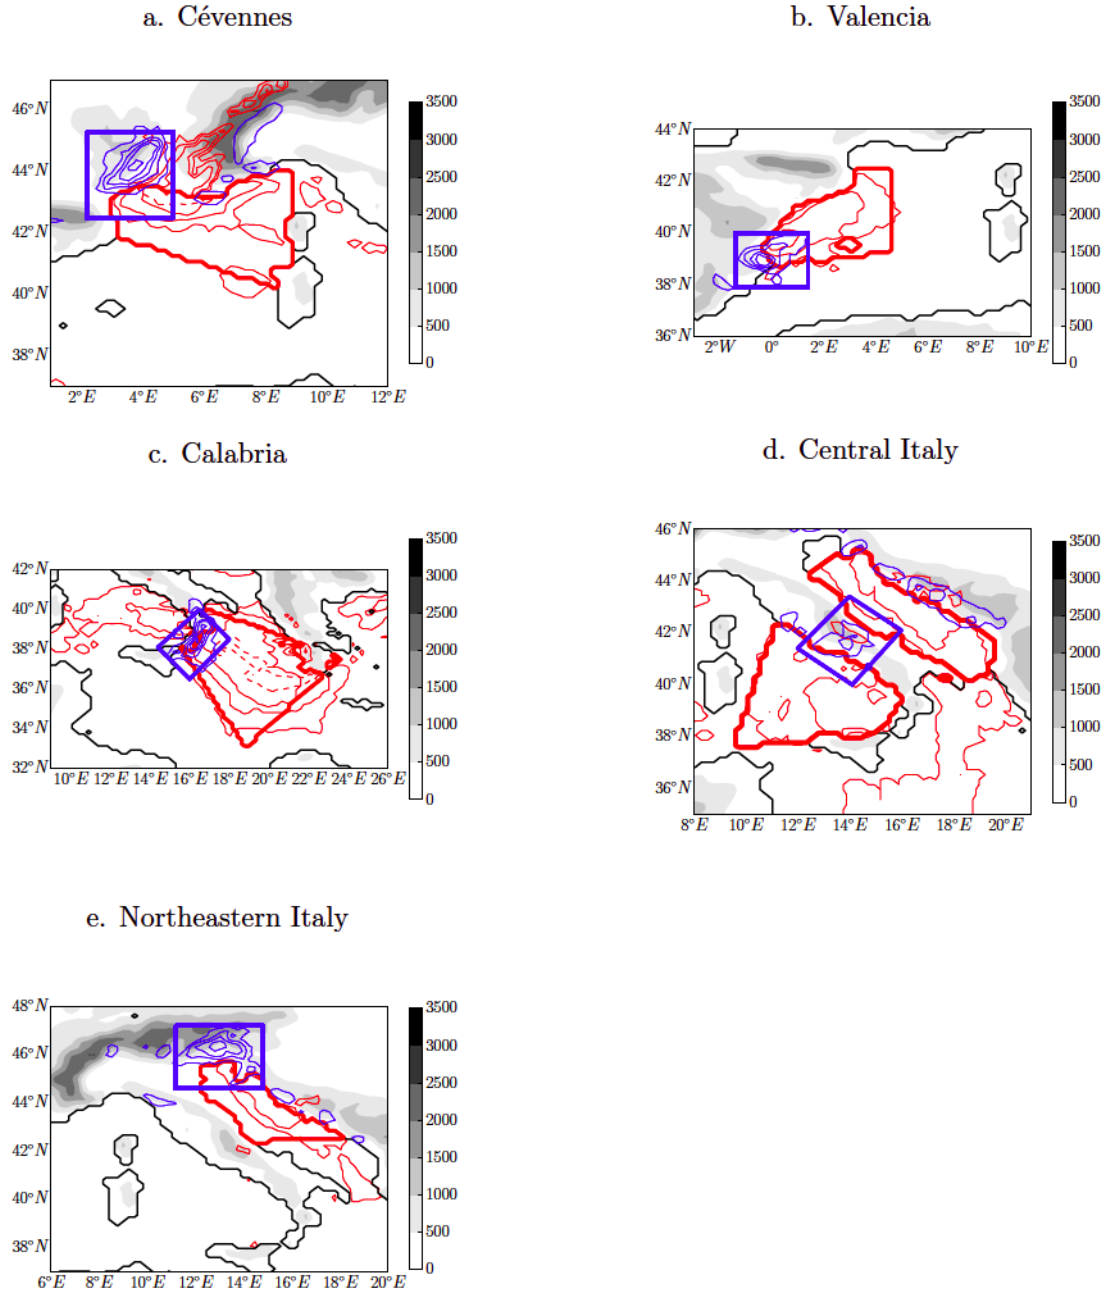 a. Cévennes
b. Valencia
46°N
44°N
42°N
40°N
38°N
2°E 4°E 6°E 8°E 10°E 12°E
3500
3000
2500
2000
1500
1000
500
0
44°N
42°N
40°N
38°N
36°N
2°W 0° 2°E 4°E 6°E 8°E 10°E
3500
3000
2500
2000
1500
1000
500
0
c. Calabria
d. Central Italy
42°N
40°N
38°N
36°N
34°N
32°N
10°E 12°E 14°E 16°E 18°E 20°E 22°E 24°E 26°E
3500
3000
2500
2000
1500
1000
500
0
46°N
44°N
42°N
40°N
38°N
36°N
8°E 10°E 12°E 14°E 16°E 18°E 20°E
3500
3000
2500
2000
1500
1000
500
0
e. Northeastern Italy
48°N
46°N
44°N
42°N
40°N
38°N
6°E 8°E 10°E 12°E 14°E 16°E 18°E 20°E
3500
3000
2500
2000
1500
1000
500
0